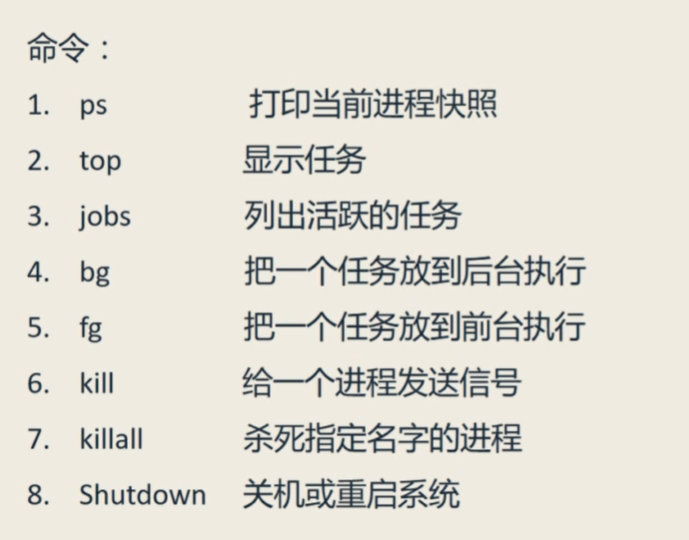 命令：
1. ps 打印当前进程快照
2. top 显示任务
3. jobs 列出活跃的任务
4. bg 把一个任务放到后台执行
5. fg 把一个任务放到前台执行
6. kill 给一个进程发送信号
7. killall 杀死指定名字的进程
8. Shutdown 关机或重启系统